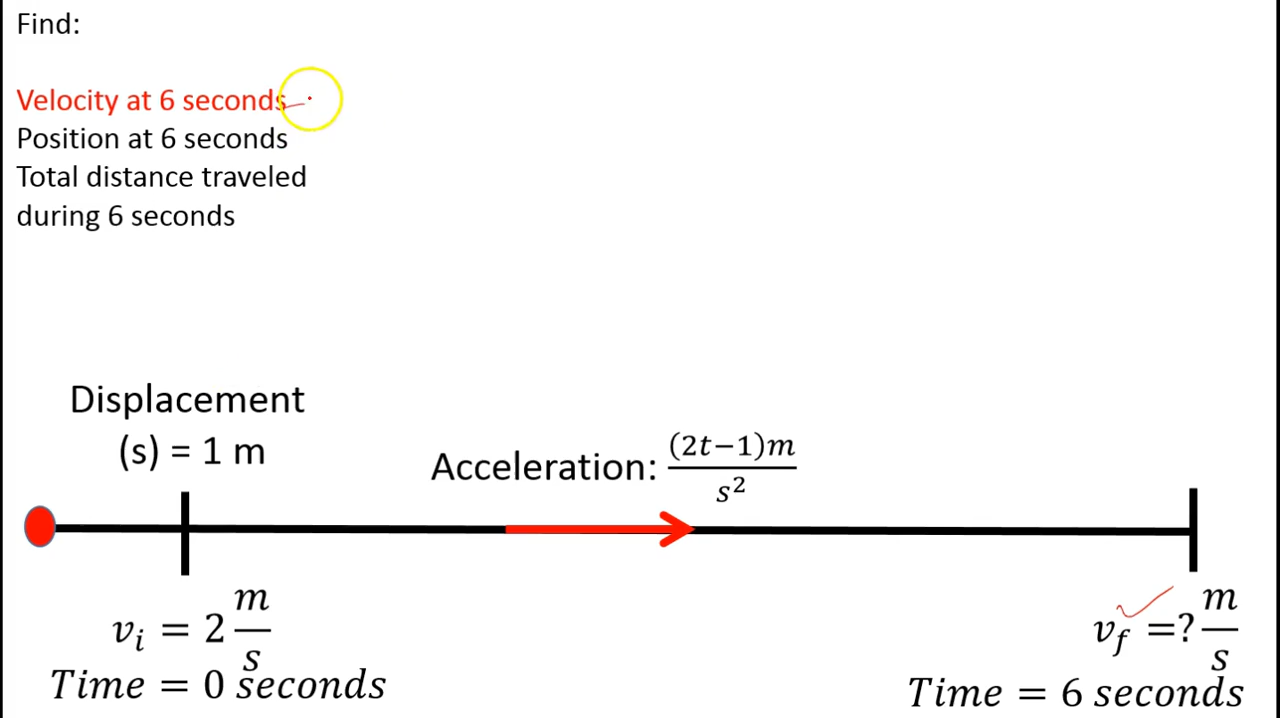 Find:
Velocity at 6 seconds
Position at 6 seconds
Total distance traveled
during 6 seconds
Displacement
(s) = 1 m
Acceleration: (2t−1)m/s²
v_i = 2 m/s
Time = 0 seconds
v_f =? m/s
Time = 6 seconds